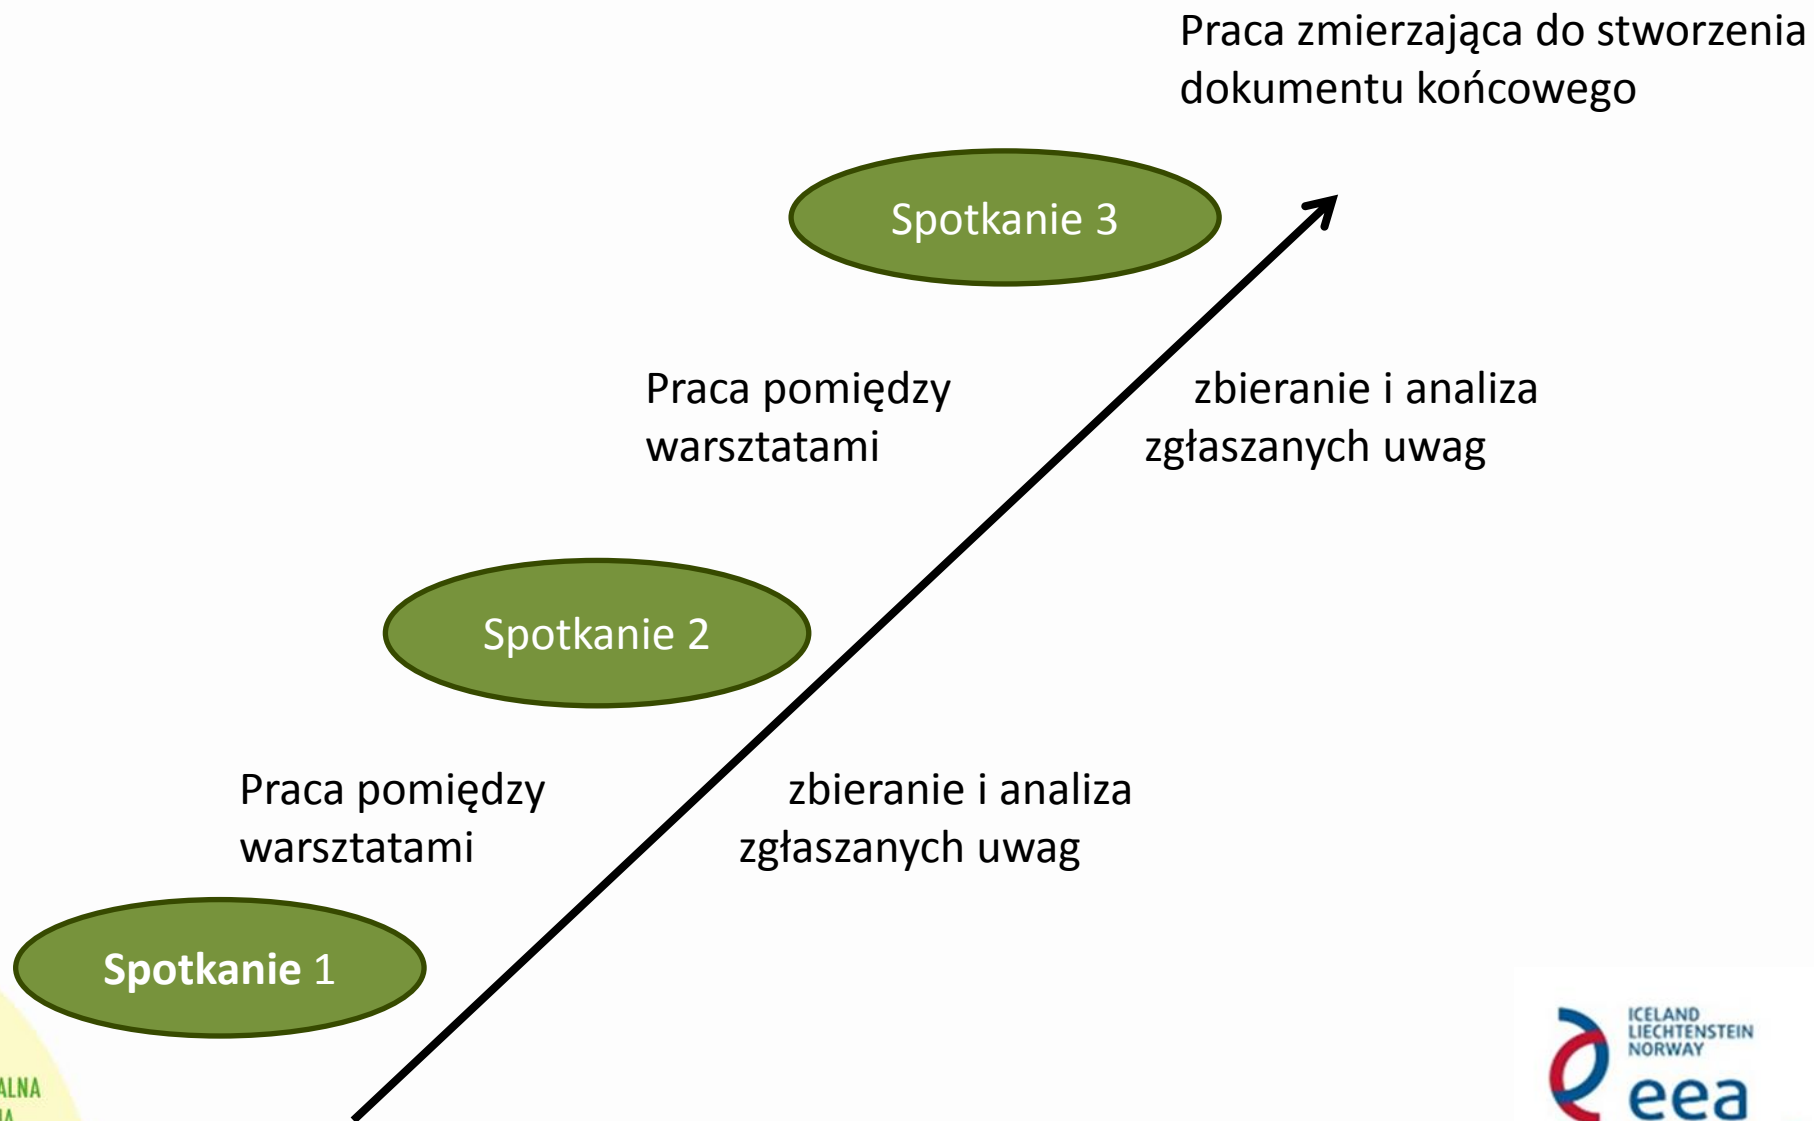 Praca zmierzająca do stworzenia
dokumentu końcowego
Spotkanie 3
Praca pomiędzy
warsztatami
zbieranie i analiza
zgłaszanych uwag
Spotkanie 2
Praca pomiędzy
warsztatami
zbieranie i analiza
zgłaszanych uwag
Spotkanie 1
ICELAND
LIECHTENSTEIN
NORWAY
eea